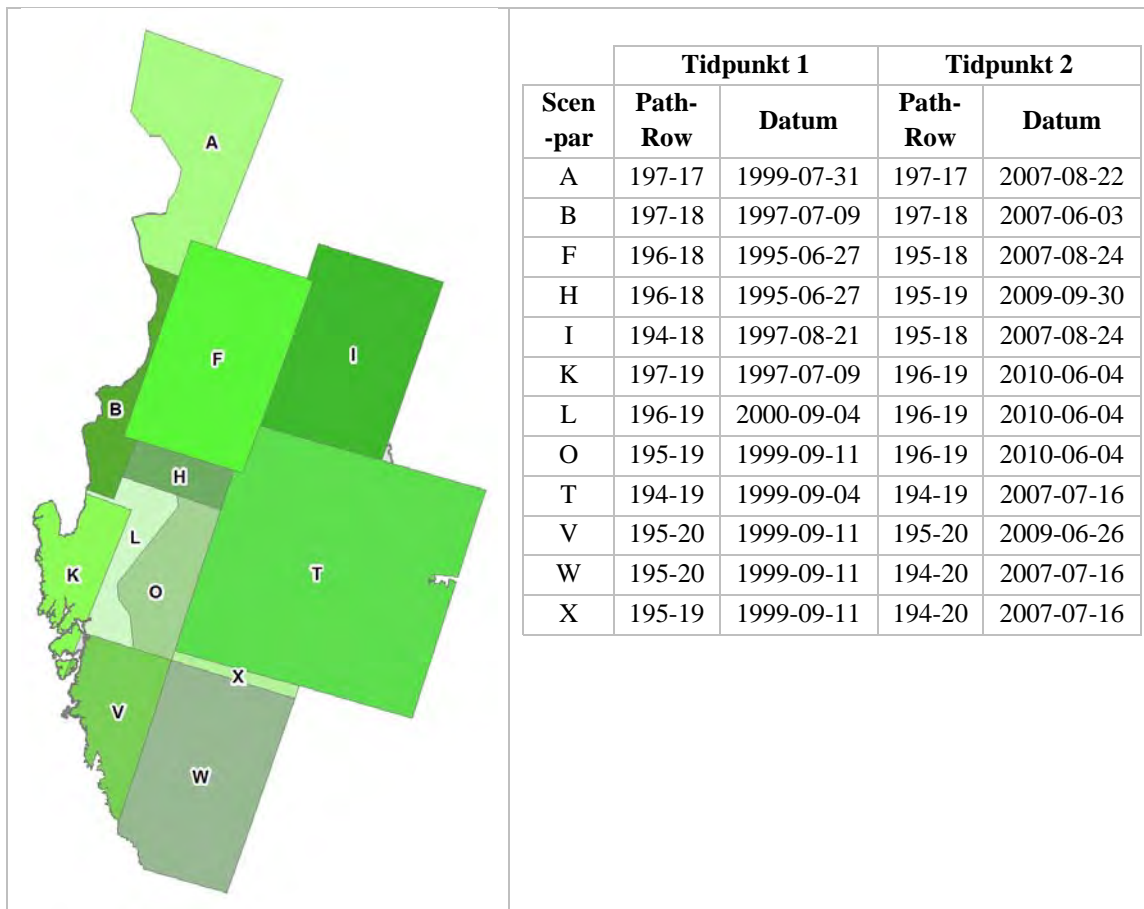 A
F
I
B
H
L
K
O
T
X
V
W
Tidpunkt 1 Tidpunkt 2
Scen
-par Path-
Row Datum Path-
Row Datum
A 197-17 1999-07-31 197-17 2007-08-22
B 197-18 1997-07-09 197-18 2007-06-03
F 196-18 1995-06-27 195-18 2007-08-24
H 196-18 1995-06-27 195-19 2009-09-30
I 194-18 1997-08-21 195-18 2007-08-24
K 197-19 1997-07-09 196-19 2010-06-04
L 196-19 2000-09-04 196-19 2010-06-04
O 195-19 1999-09-11 196-19 2010-06-04
T 194-19 1999-09-04 194-19 2007-07-16
V 195-20 1999-09-11 195-20 2009-06-26
W 195-20 1999-09-11 194-20 2007-07-16
X 195-19 1999-09-11 194-20 2007-07-16